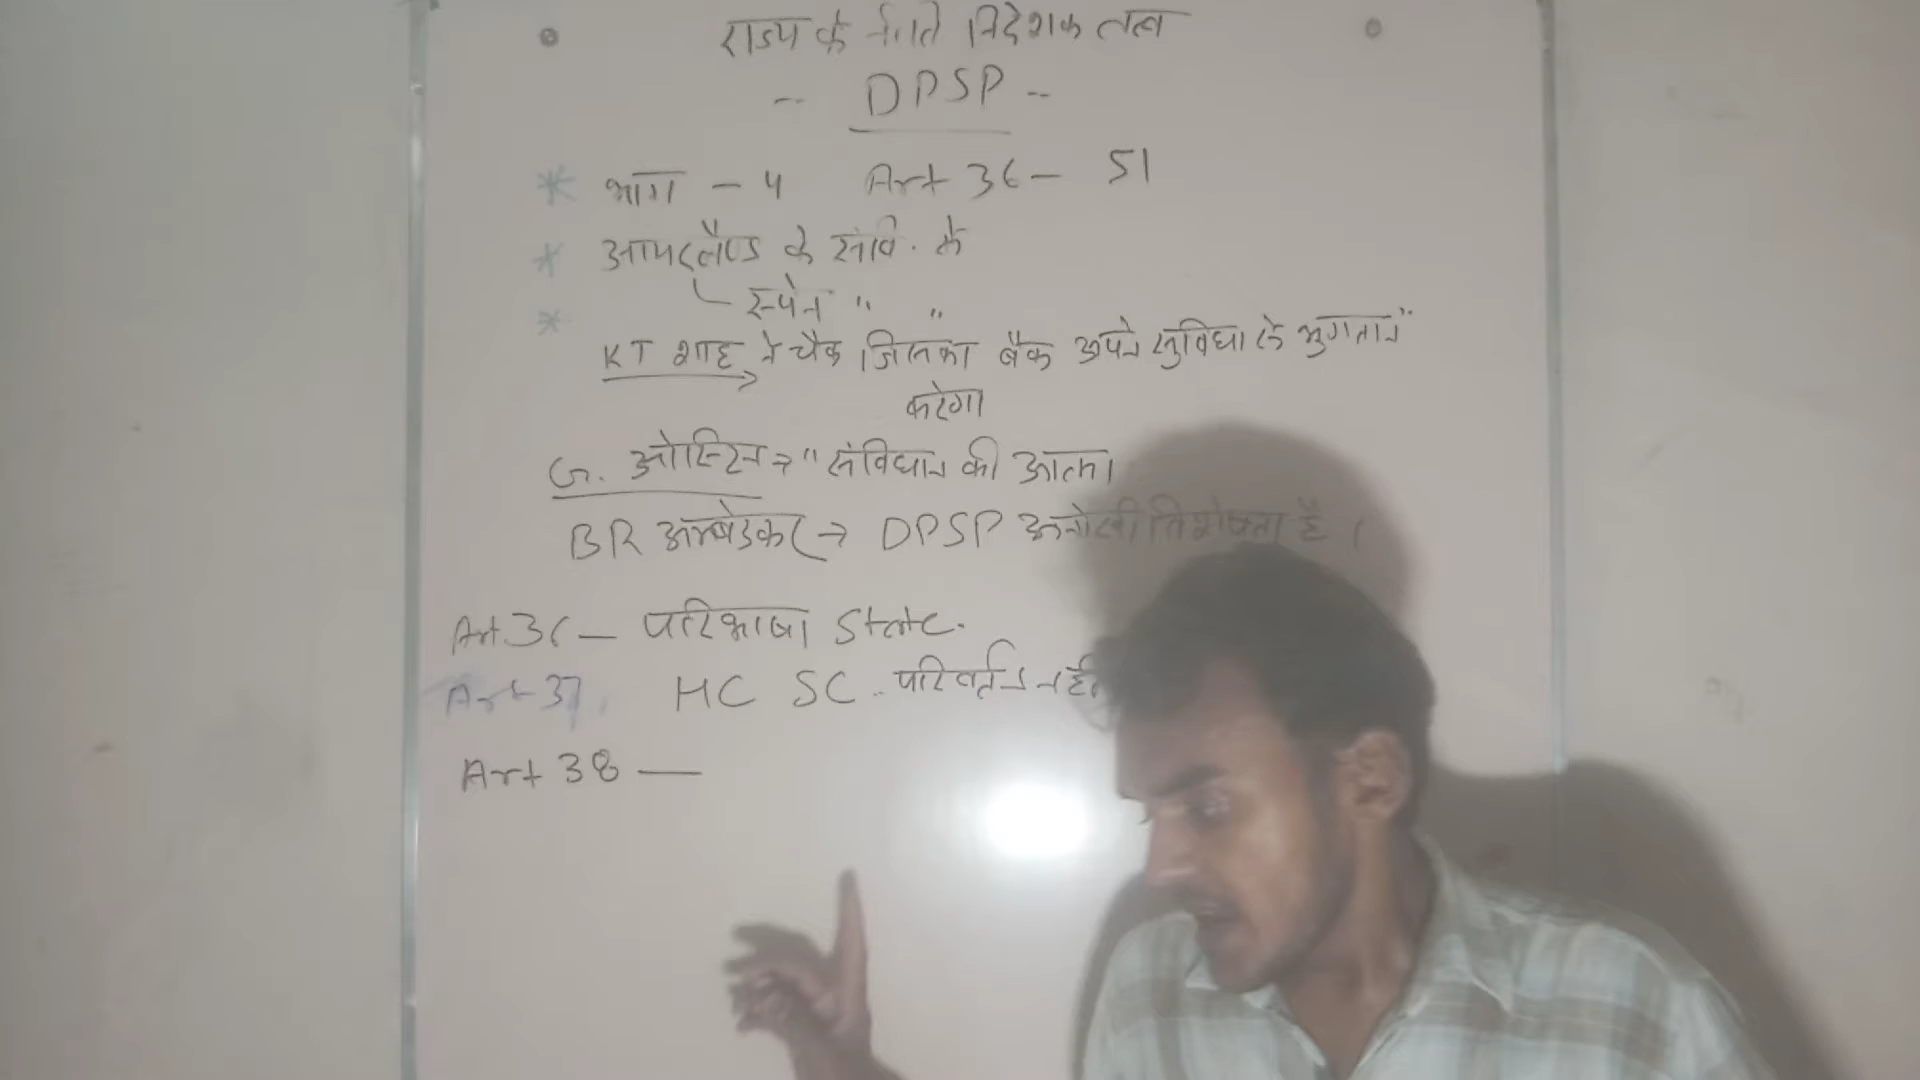 राज्य के नीति निदेशक तत्व
-- DPSP --
* भाग - 4 Art 36 - 51
* आयरलैण्ड के संवि. से
* स्पेन " "
KT शाह ने चैक जिसका बैंक अपने सुविधा से भुगतान"
करेगा
G. ऑस्टिन → "संविधान की आत्मा
BR अम्बेडकर → DPSP अनोखी विशेषता है।
Art 36 — परिभाषा State.
Art 37, HC SC .. परिवर्तन नहीं
Art 38 —